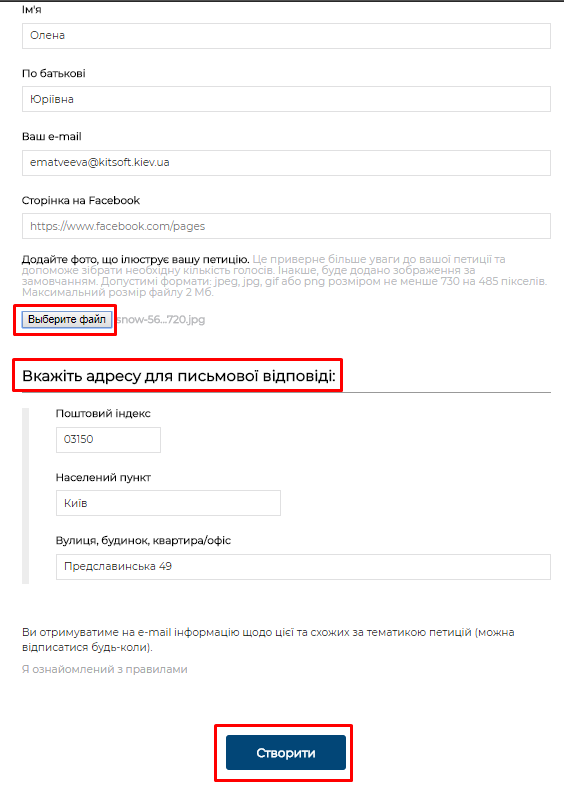 Ім'я
Олена
По батькові
Юріївна
Ваш e-mail
ematveeva@kitsoft.kiev.ua
Сторінка на Facebook
https://www.facebook.com/pages
Додайте фото, що ілюструє вашу петицію. Це приверне більше уваги до вашої петиції та
допоможе зібрати необхідну кількість голосів. Інакше, буде додано зображення за
замовчанням. Допустимі формати: jpeg, jpg, gif або png розміром не менше 730 на 485 пікселів.
Максимальний розмір файлу 2 Мб.
Выберите файл snow-56...720.jpg
Вкажіть адресу для письмової відповіді:
Поштовий індекс
03150
Населений пункт
Київ
Вулиця, будинок, квартира/офіс
Предславинська 49
Ви отримуватиме на e-mail інформацію щодо цієї та схожих за тематикою петицій (можна
відписатися будь-коли).
Я ознайомлений з правилами
Створити